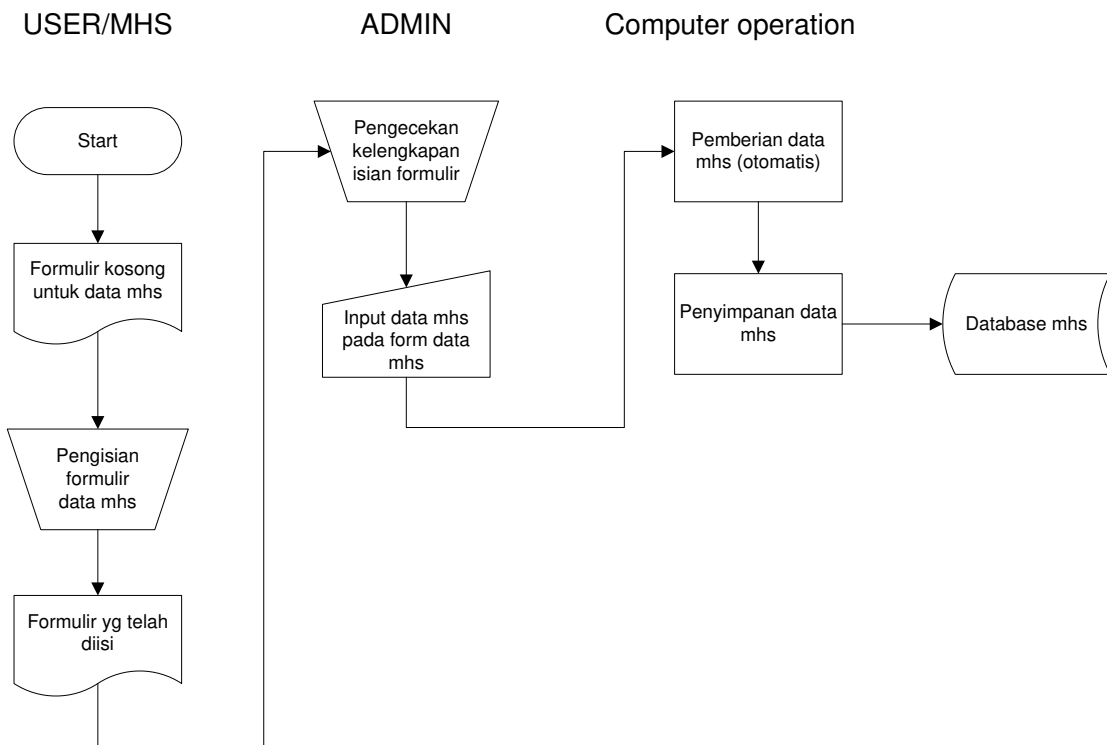 USER/MHS
ADMIN
Computer operation
Start
Formulir kosong
untuk data mhs
Pengisian
formulir
data mhs
Formulir yg telah
diisi
Pengecekan
kelengkapan
isian formulir
Input data mhs
pada form data
mhs
Pemberian data
mhs (otomatis)
Penyimpanan data
mhs
Database mhs